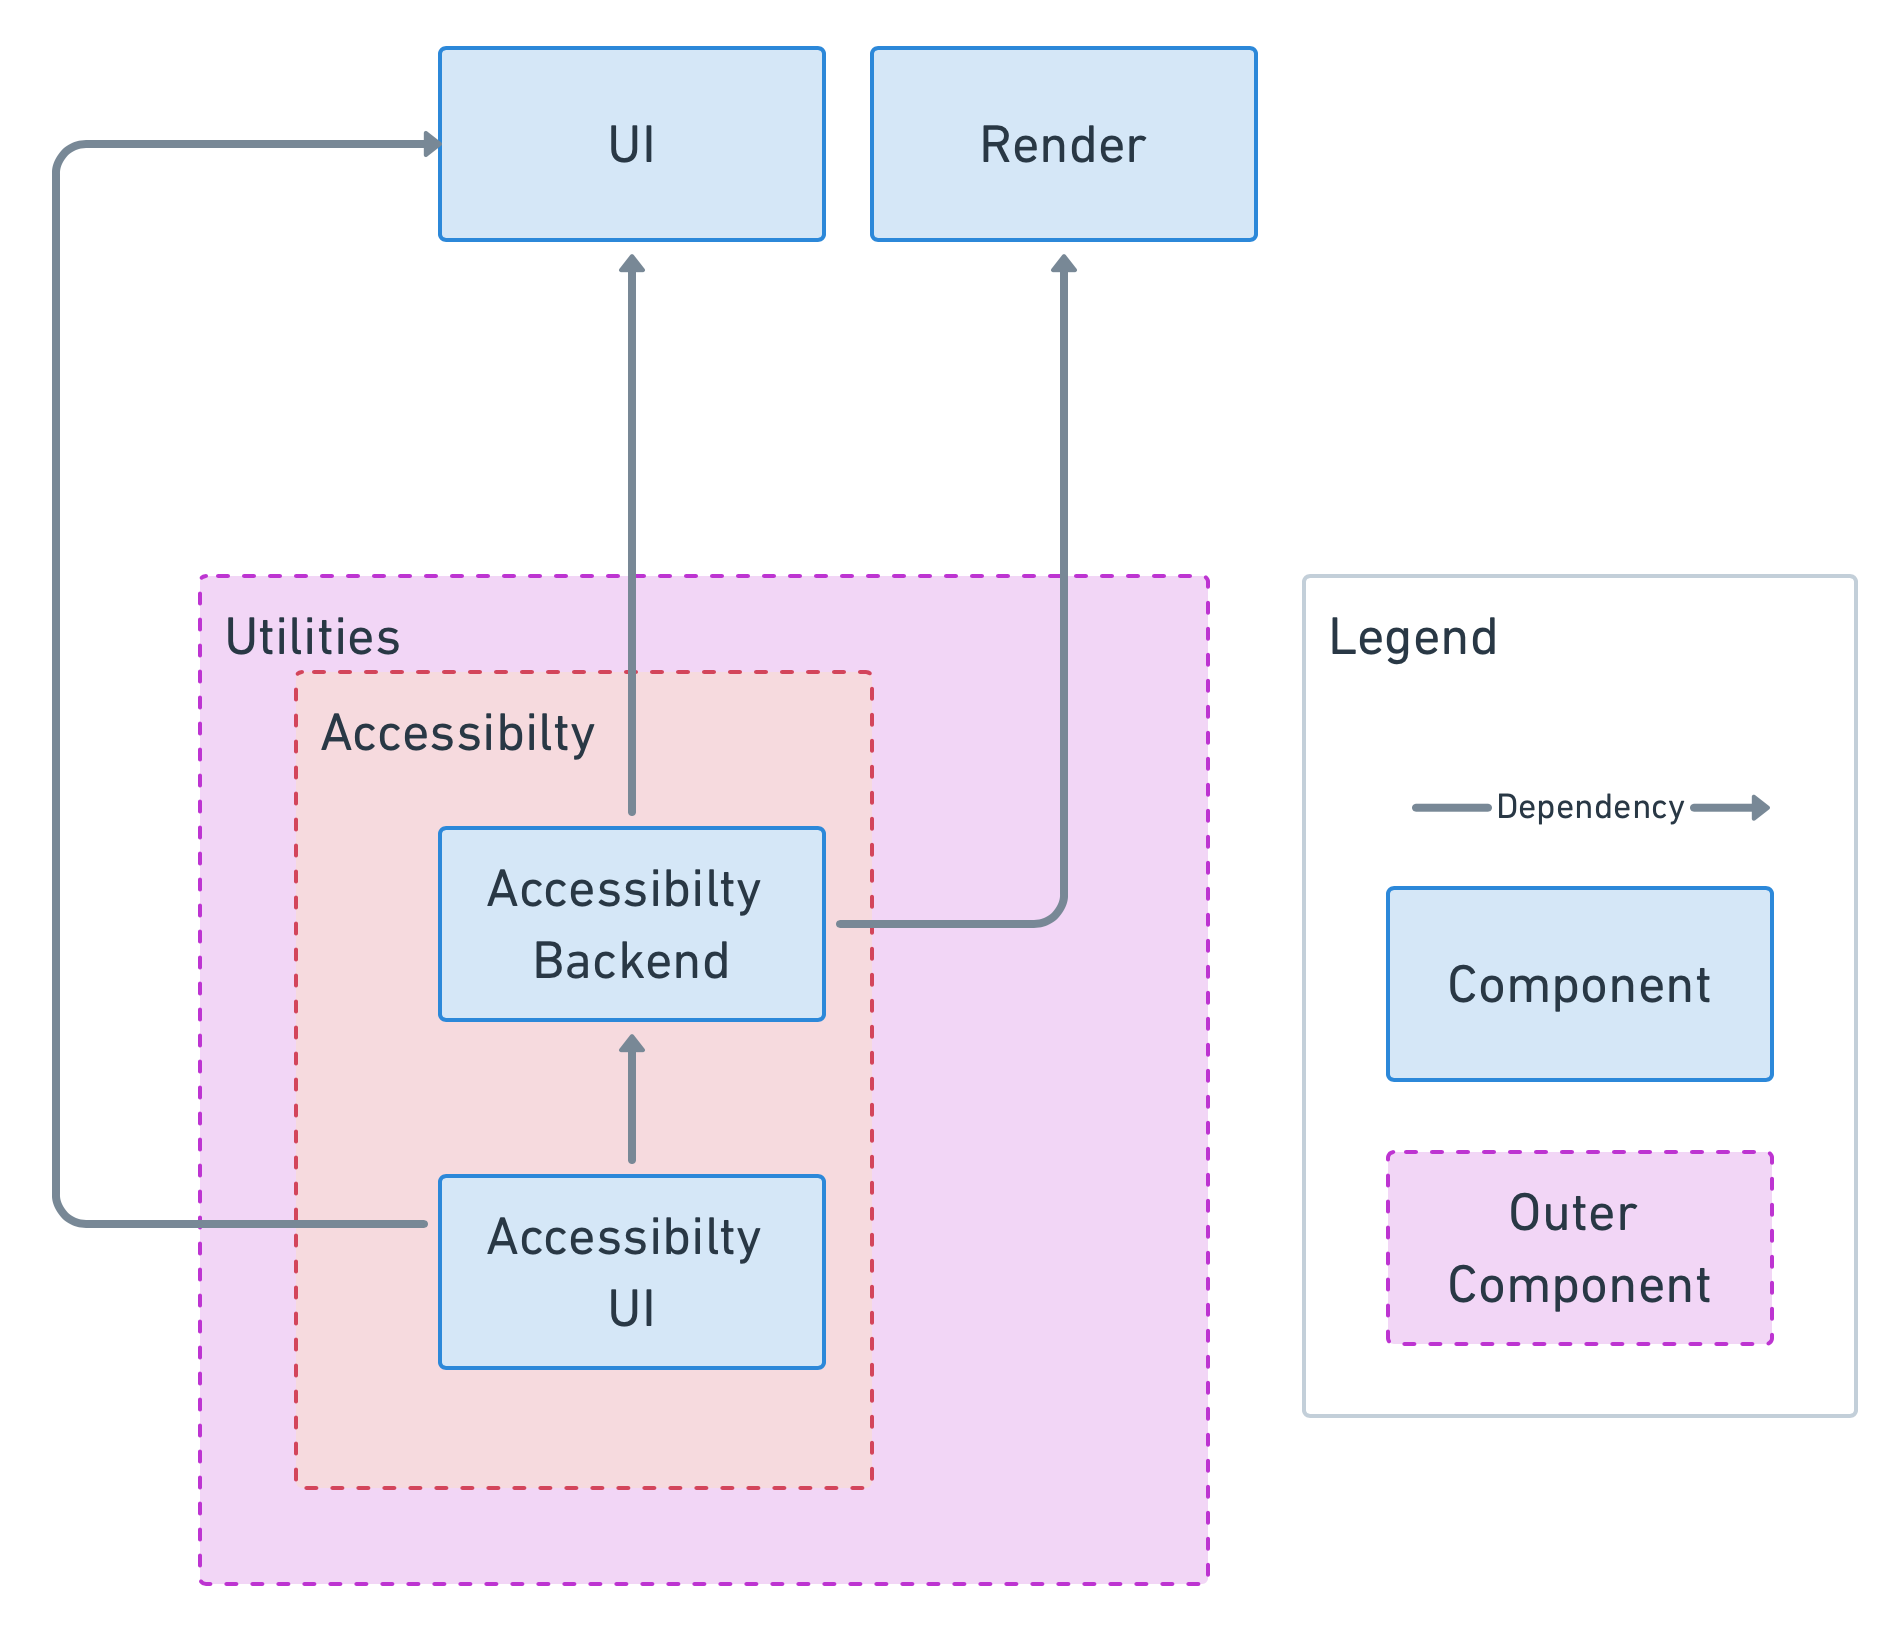 UI
Render
Utilities
Accessibilty
Accessibilty
Backend
Accessibilty
UI
Legend
Dependency
Component
Outer
Component